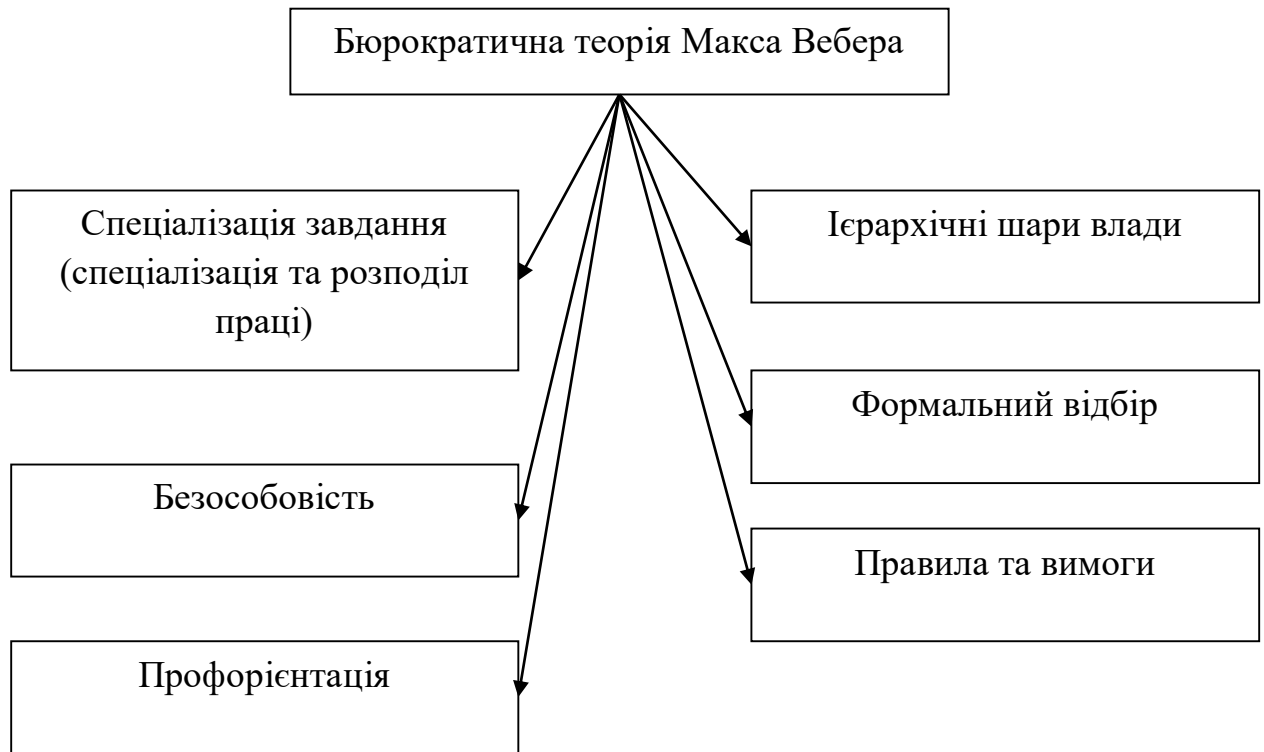 Бюрократична теорія Макса Вебера
Спеціалізація завдання
(спеціалізація та розподіл
праці)
Ієрархічні шари влади
Формальний відбір
Безособовість
Правила та вимоги
Профорієнтація